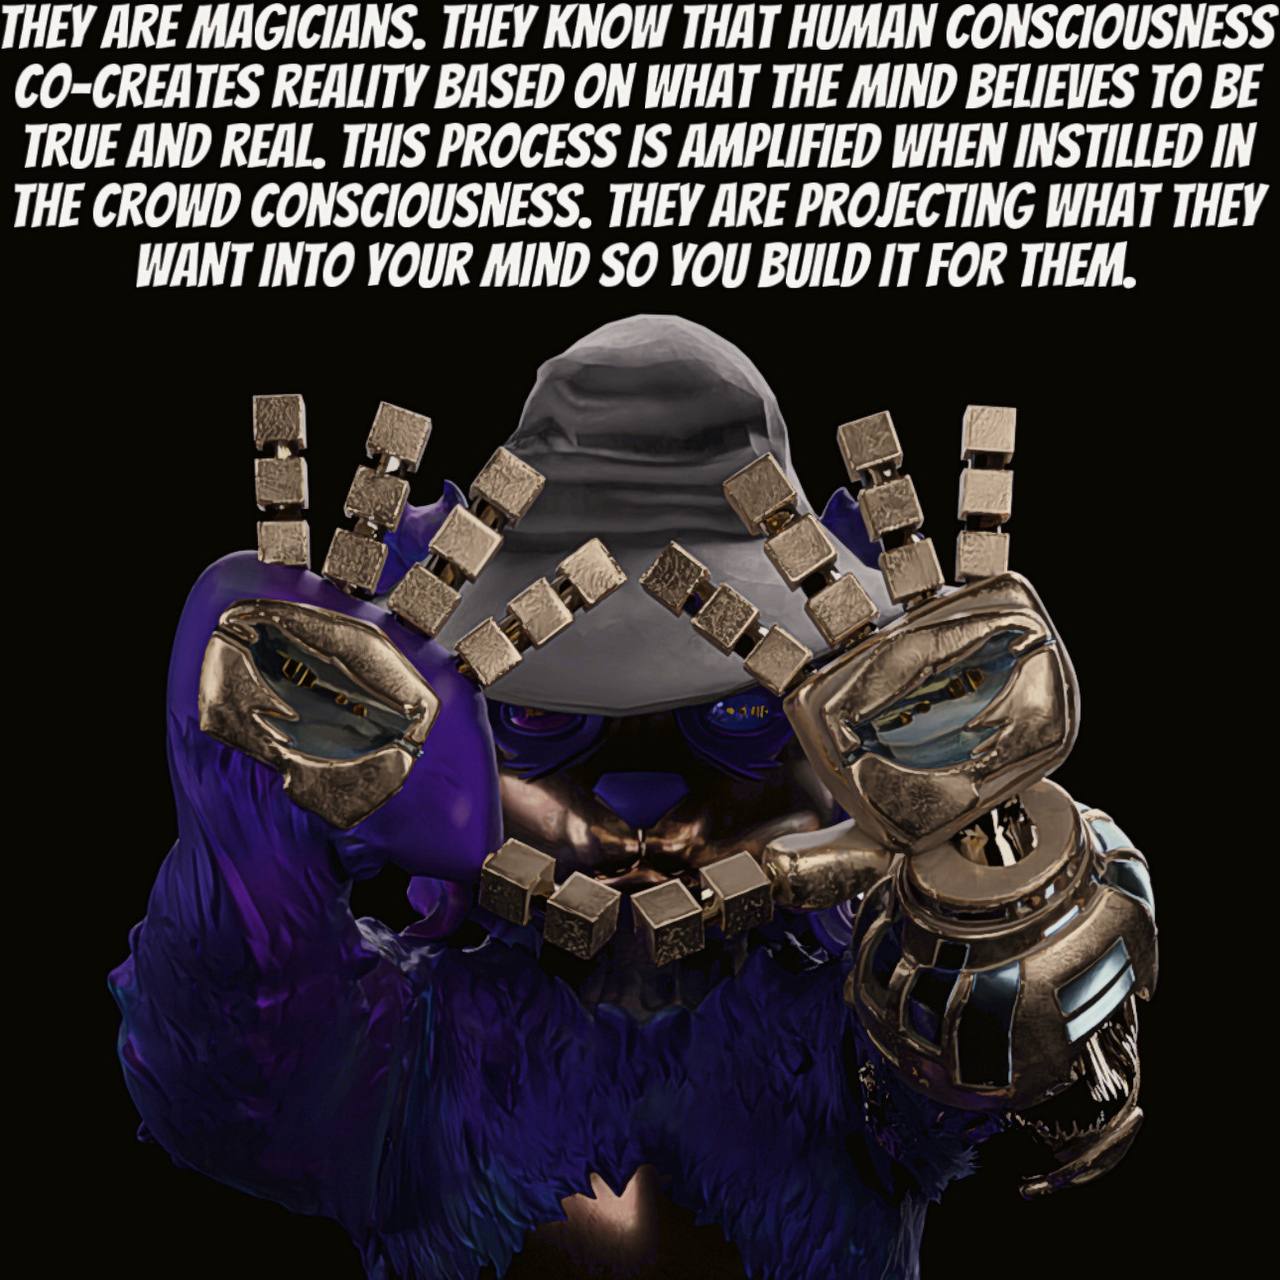 THEY ARE MAGICIANS. THEY KNOW THAT HUMAN CONSCIOUSNESS
CO-CREATES REALITY BASED ON WHAT THE MIND BELIEVES TO BE
TRUE AND REAL. THIS PROCESS IS AMPLIFIED WHEN INSTILLED IN
THE CROWD CONSCIOUSNESS. THEY ARE PROJECTING WHAT THEY
WANT INTO YOUR MIND SO YOU BUILD IT FOR THEM.